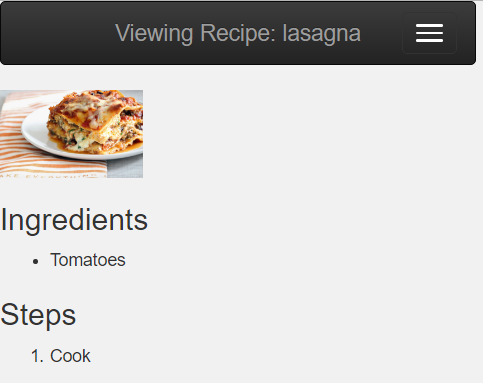 Viewing Recipe: lasagna
Ingredients
• Tomatoes
Steps
1. Cook